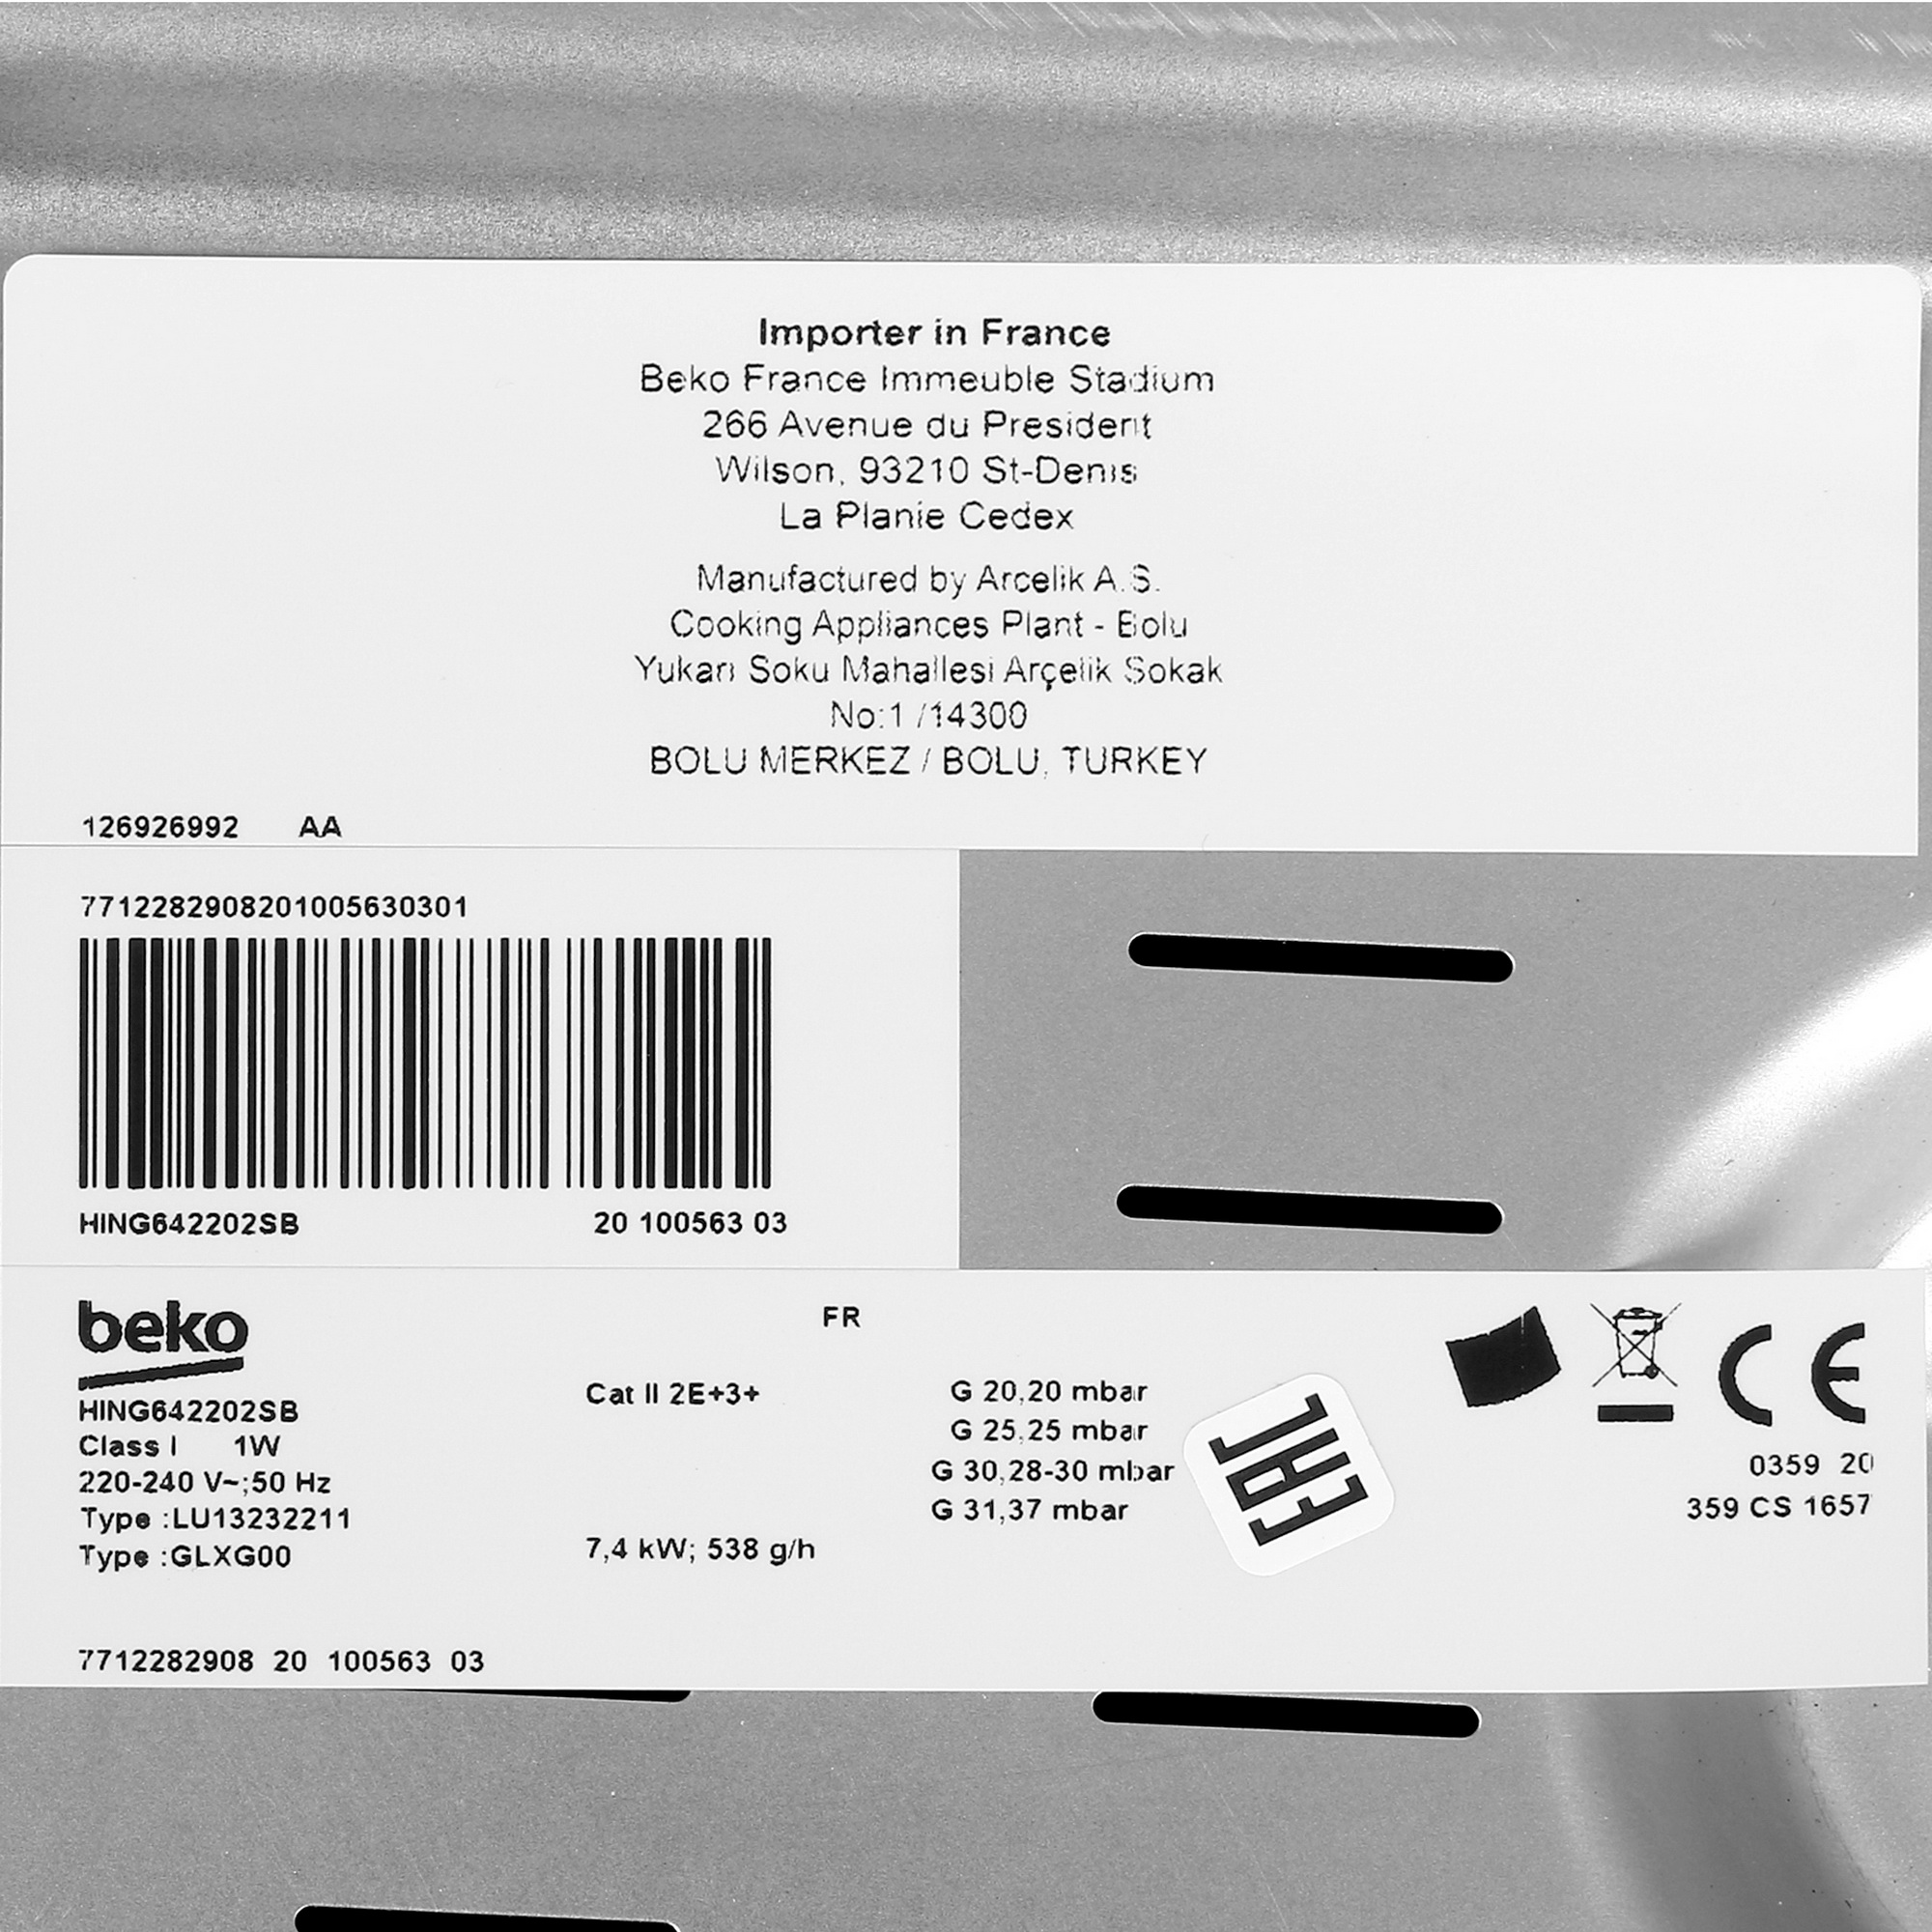 Importer in France
Beko France Immeuble Stadium
266 Avenue du President
Wilson, 93210 St-Denis
La Planie Cedex
Manufactured by Arcelik A.S.
Cooking Appliances Plant - Bolu
Yukarı Soku Mahallesi Arçelik Sokak
No:1 /14300
BOLU MERKEZ / BOLU, TURKEY
126926992 AA
7712282908201005630301
HING642202SB 20 100563 03
beko
FR
HING642202SB
Class I 1W
220-240 V~;50 Hz
Type :LU13232211
Type :GLXG00
Cat II 2E+3+
7,4 kW; 538 g/h
G 20,20 mbar
G 25,25 mbar
G 30,28-30 mbar
G 31,37 mbar
CE
0359 20
359 CS 1657
7712282908 20 100563 03